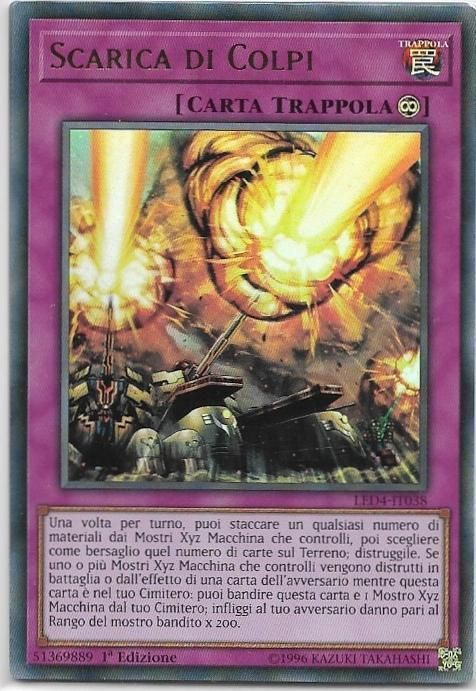 SCARICA DI COLPI
TRAPPOLA
罠
[CARTA TRAPPOLA]
LED4-IT038
Una volta per turno, puoi staccare un qualsiasi numero di
materiali dai Mostri Xyz Macchina che controlli, poi scegliere
come bersaglio quel numero di carte sul Terreno; distruggile. Se
uno o più Mostri Xyz Macchina che controlli vengono distrutti in
battaglia o dall'effetto di una carta dell'avversario mentre questa
carta è nel tuo Cimitero: puoi bandire questa carta e 1 Mostro Xyz
Macchina dal tuo Cimitero; infliggi al tuo avversario danno pari al
Rango del mostro bandito x 200.
51369889 1ª Edizione ©1996 KAZUKI TAKAHASHI